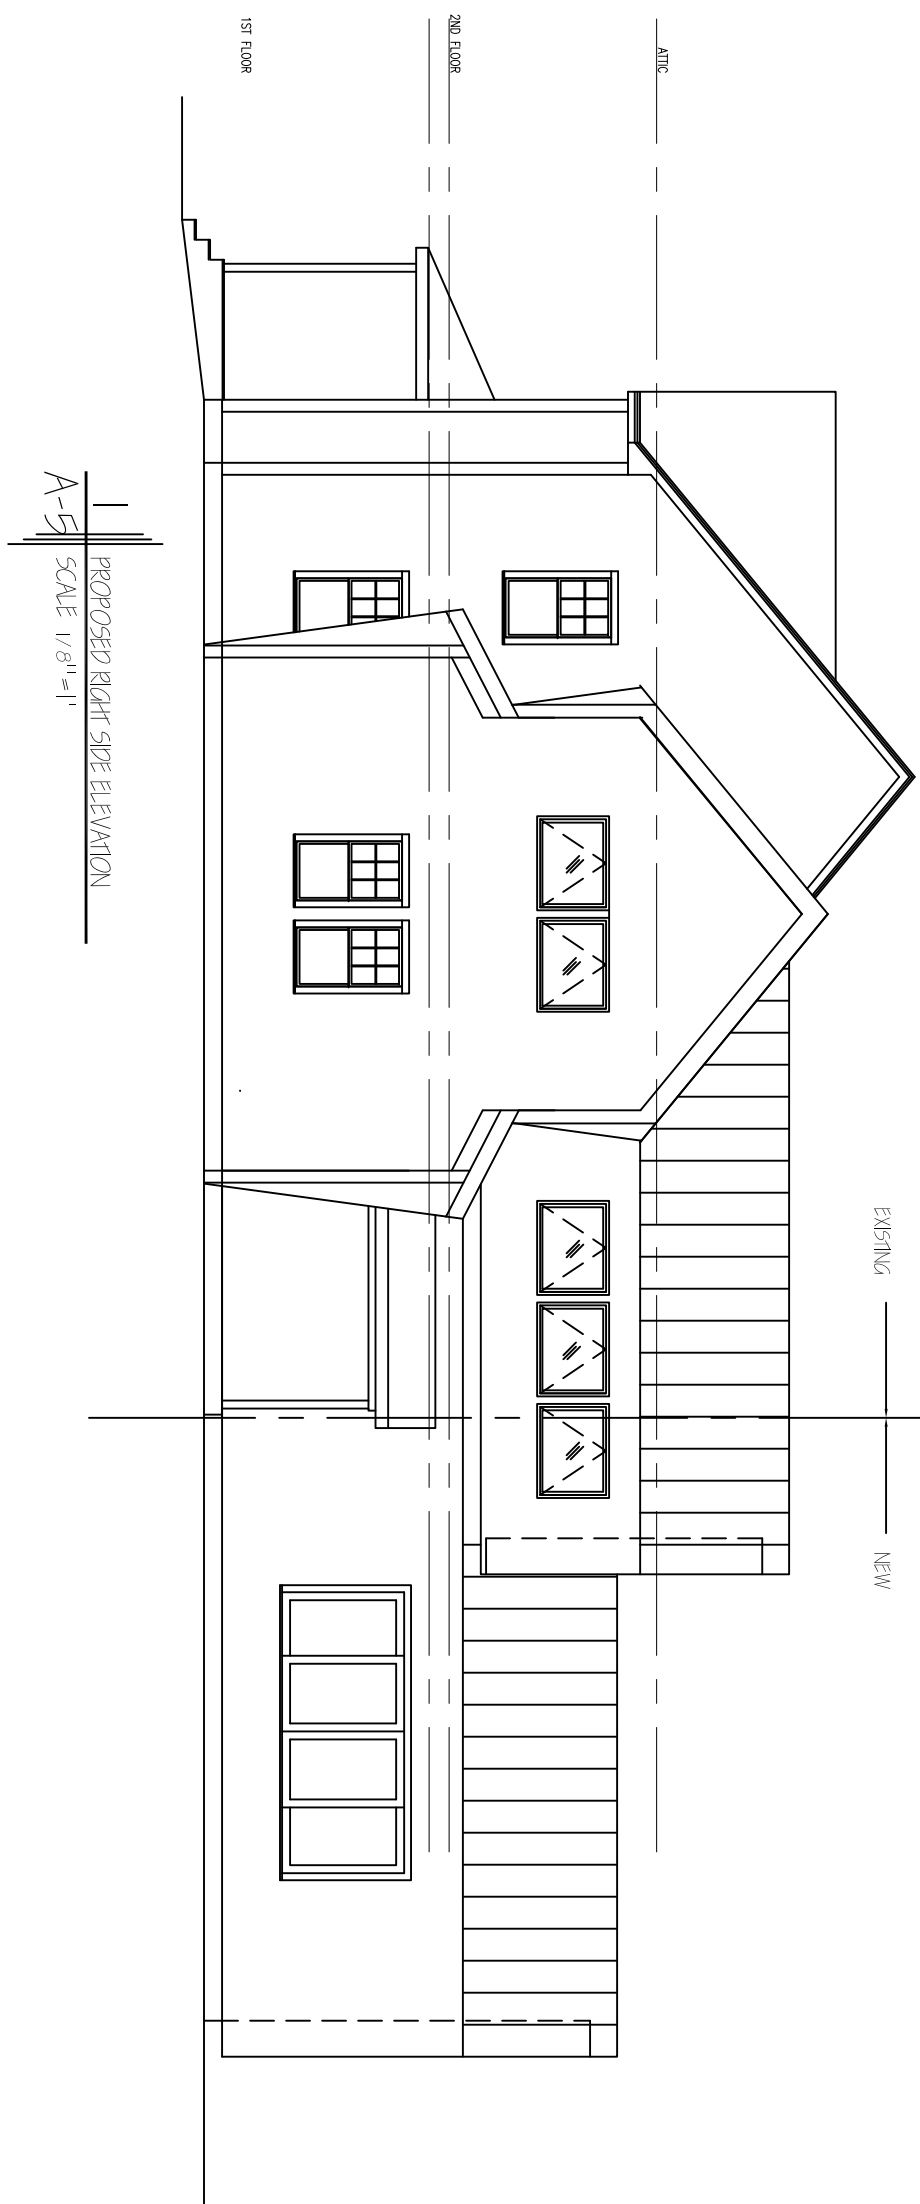 EXISTING
NEW
ATTIC
2ND FLOOR
1ST FLOOR
1
PROPOSED RIGHT SIDE ELEVATION
A-5
SCALE 1/8"=1'